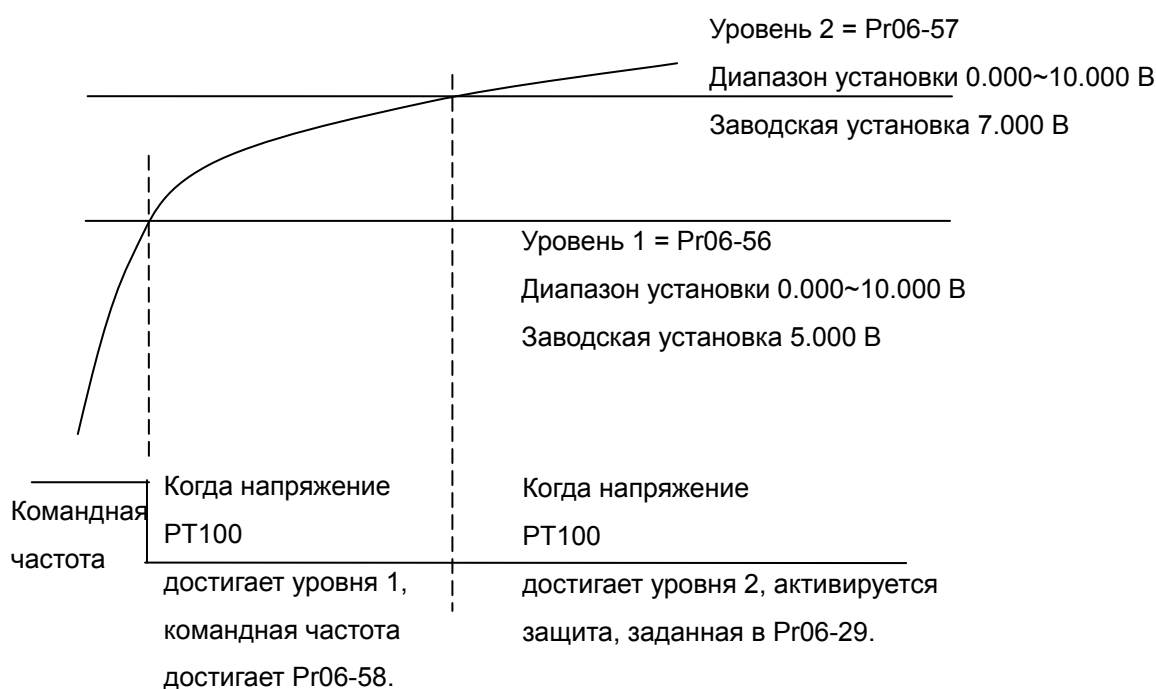 Уровень 2 = Pr06-57
Диапазон установки 0.000~10.000 В
Заводская установка 7.000 В
Уровень 1 = Pr06-56
Диапазон установки 0.000~10.000 В
Заводская установка 5.000 В
Командная
частота
Когда напряжение
PT100
достигает уровня 1,
командная частота
достигает Pr06-58.
Когда напряжение
PT100
достигает уровня 2, активируется
защита, заданная в Pr06-29.